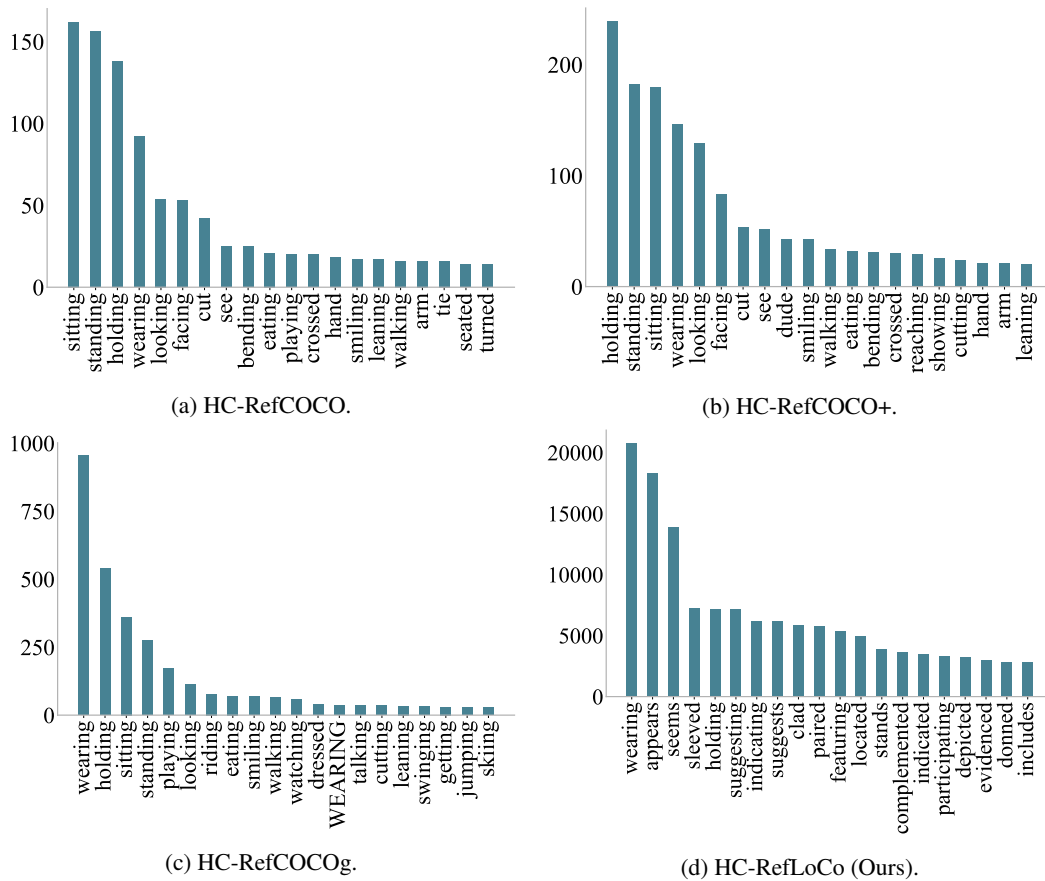 150
100
50
0
sitting
standing
holding
wearing
looking
facing
cut
see
bending
eating
playing
crossed
hand
smiling
leaning
walking
arm
tie
seated
turned
(a) HC-RefCOCO.
200
100
0
holding
standing
sitting
wearing
looking
facing
cut
see
dude
smiling
walking
eating
bending
crossed
reaching
showing
cutting
hand
arm
leaning
(b) HC-RefCOCO+.
1000
750
500
250
0
wearing
holding
sitting
standing
playing
looking
riding
eating
smiling
walking
watching
dressed
WEARING
talking
cutting
leaning
swinging
getting
jumping
skiing
(c) HC-RefCOCOg.
20000
15000
10000
5000
0
wearing
appears
seems
sleeved
holding
suggesting
indicating
suggests
clad
paired
featuring
located
stands
complemented
indicated
participating
depicted
evidenced
donned
includes
(d) HC-RefLoCo (Ours).